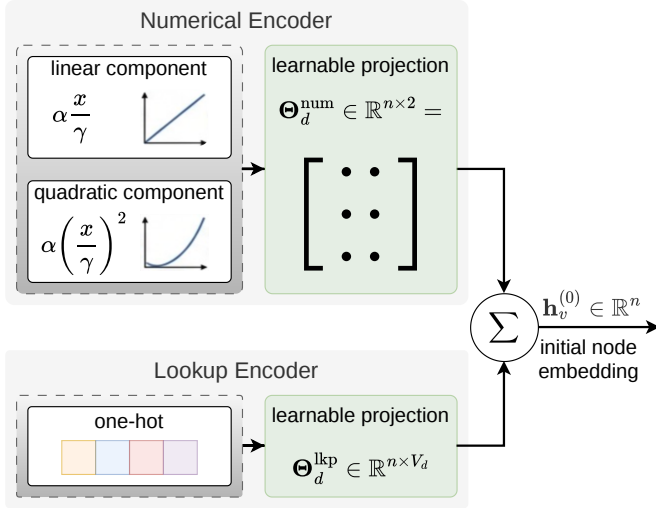 Numerical Encoder
linear component
α x/γ
quadratic component
α(x/γ)²
learnable projection
Θ_d^num ∈ ℝ^{n×2} =
Σ
h_v^(0) ∈ ℝ^n
initial node
embedding
Lookup Encoder
one-hot
learnable projection
Θ_d^lkp ∈ ℝ^{n×V_d}